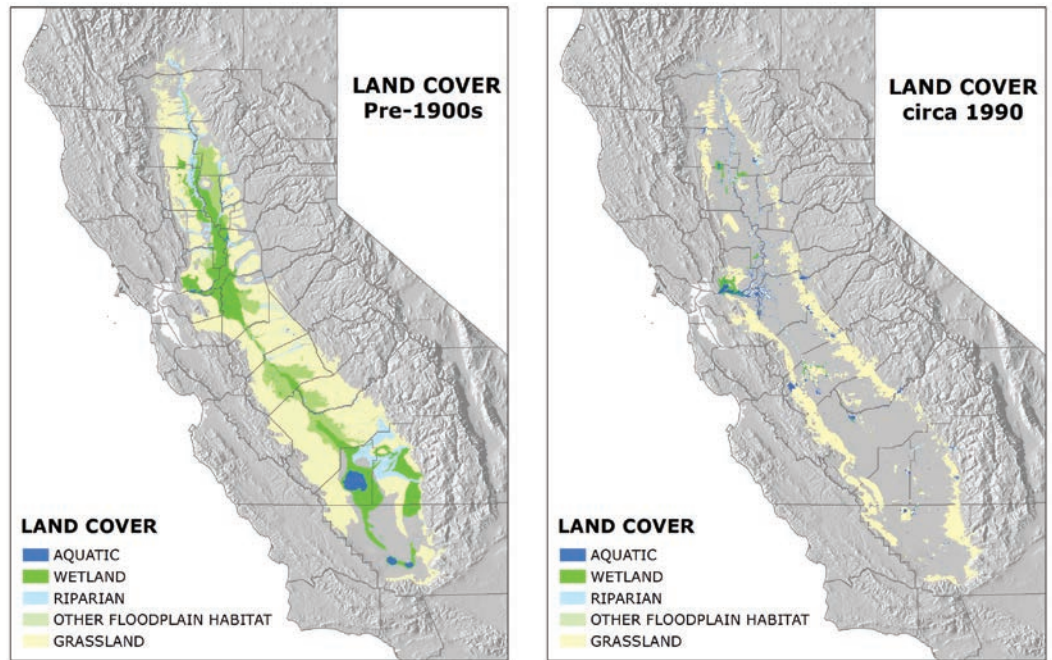 LAND COVER
Pre-1900s
LAND COVER
AQUATIC
WETLAND
RIPARIAN
OTHER FLOODPLAIN HABITAT
GRASSLAND
LAND COVER
circa 1990
LAND COVER
AQUATIC
WETLAND
RIPARIAN
OTHER FLOODPLAIN HABITAT
GRASSLAND